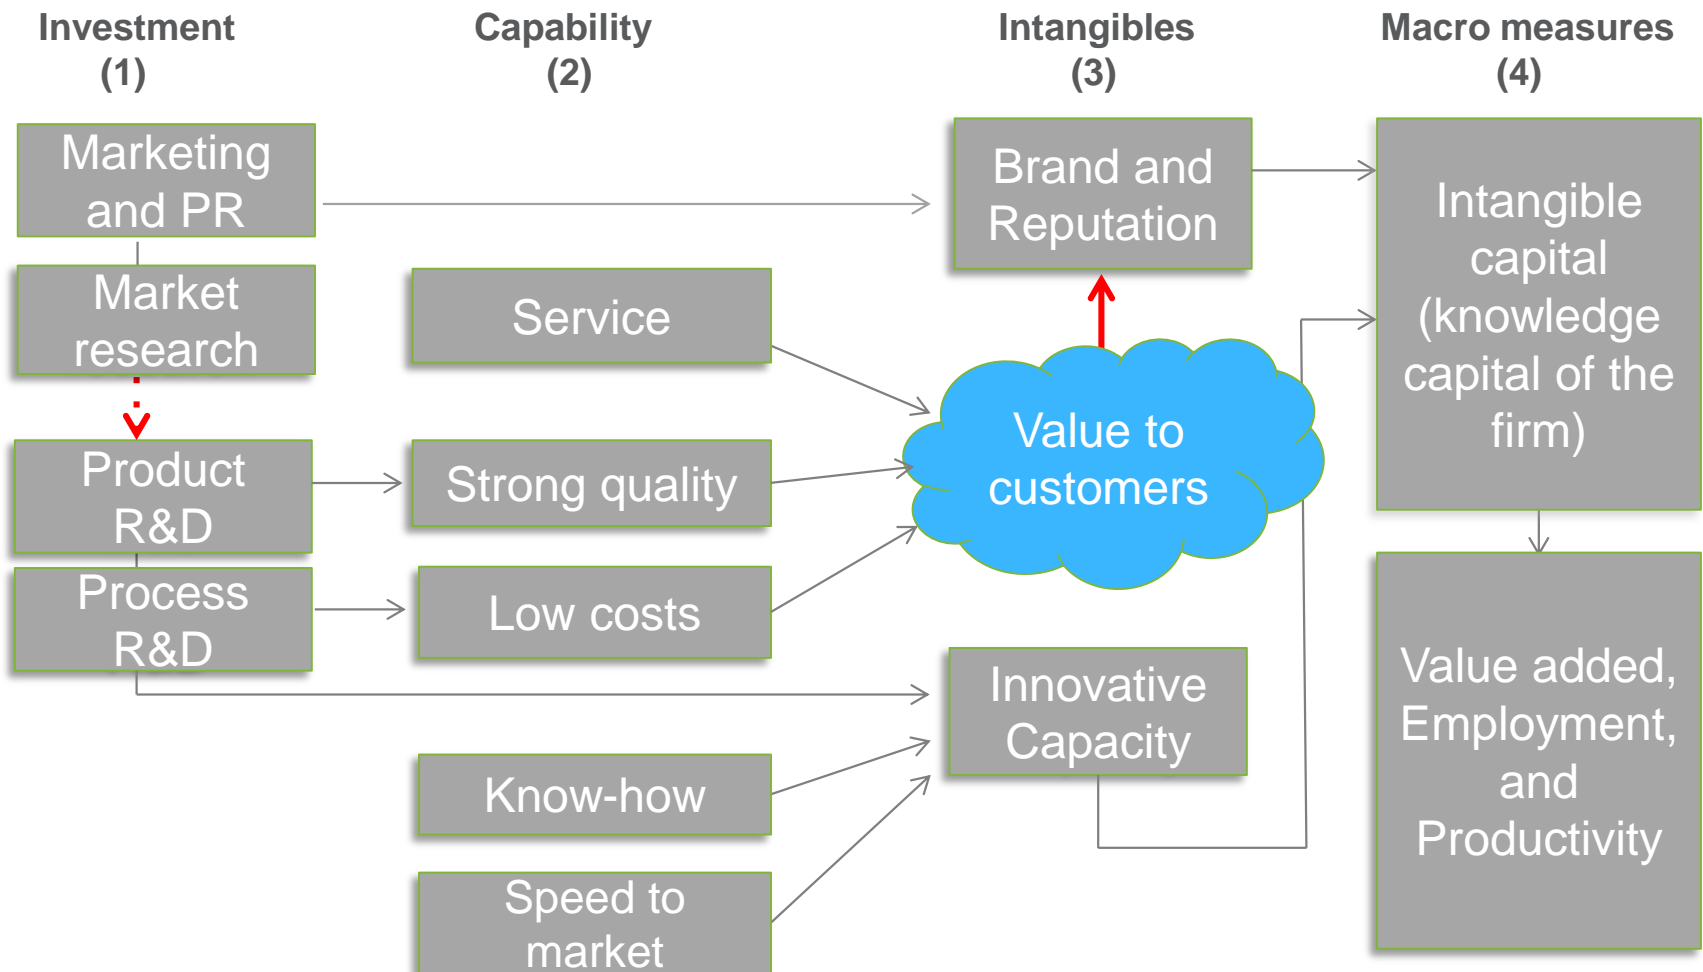 Investment
(1)
Capability
(2)
Intangibles
(3)
Macro measures
(4)
Marketing
and PR
Market
research
Product
R&D
Process
R&D
Service
Strong quality
Low costs
Know-how
Speed to
market
Brand and
Reputation
Value to
customers
Innovative
Capacity
Intangible
capital
(knowledge
capital of the
firm)
Value added,
Employment,
and
Productivity